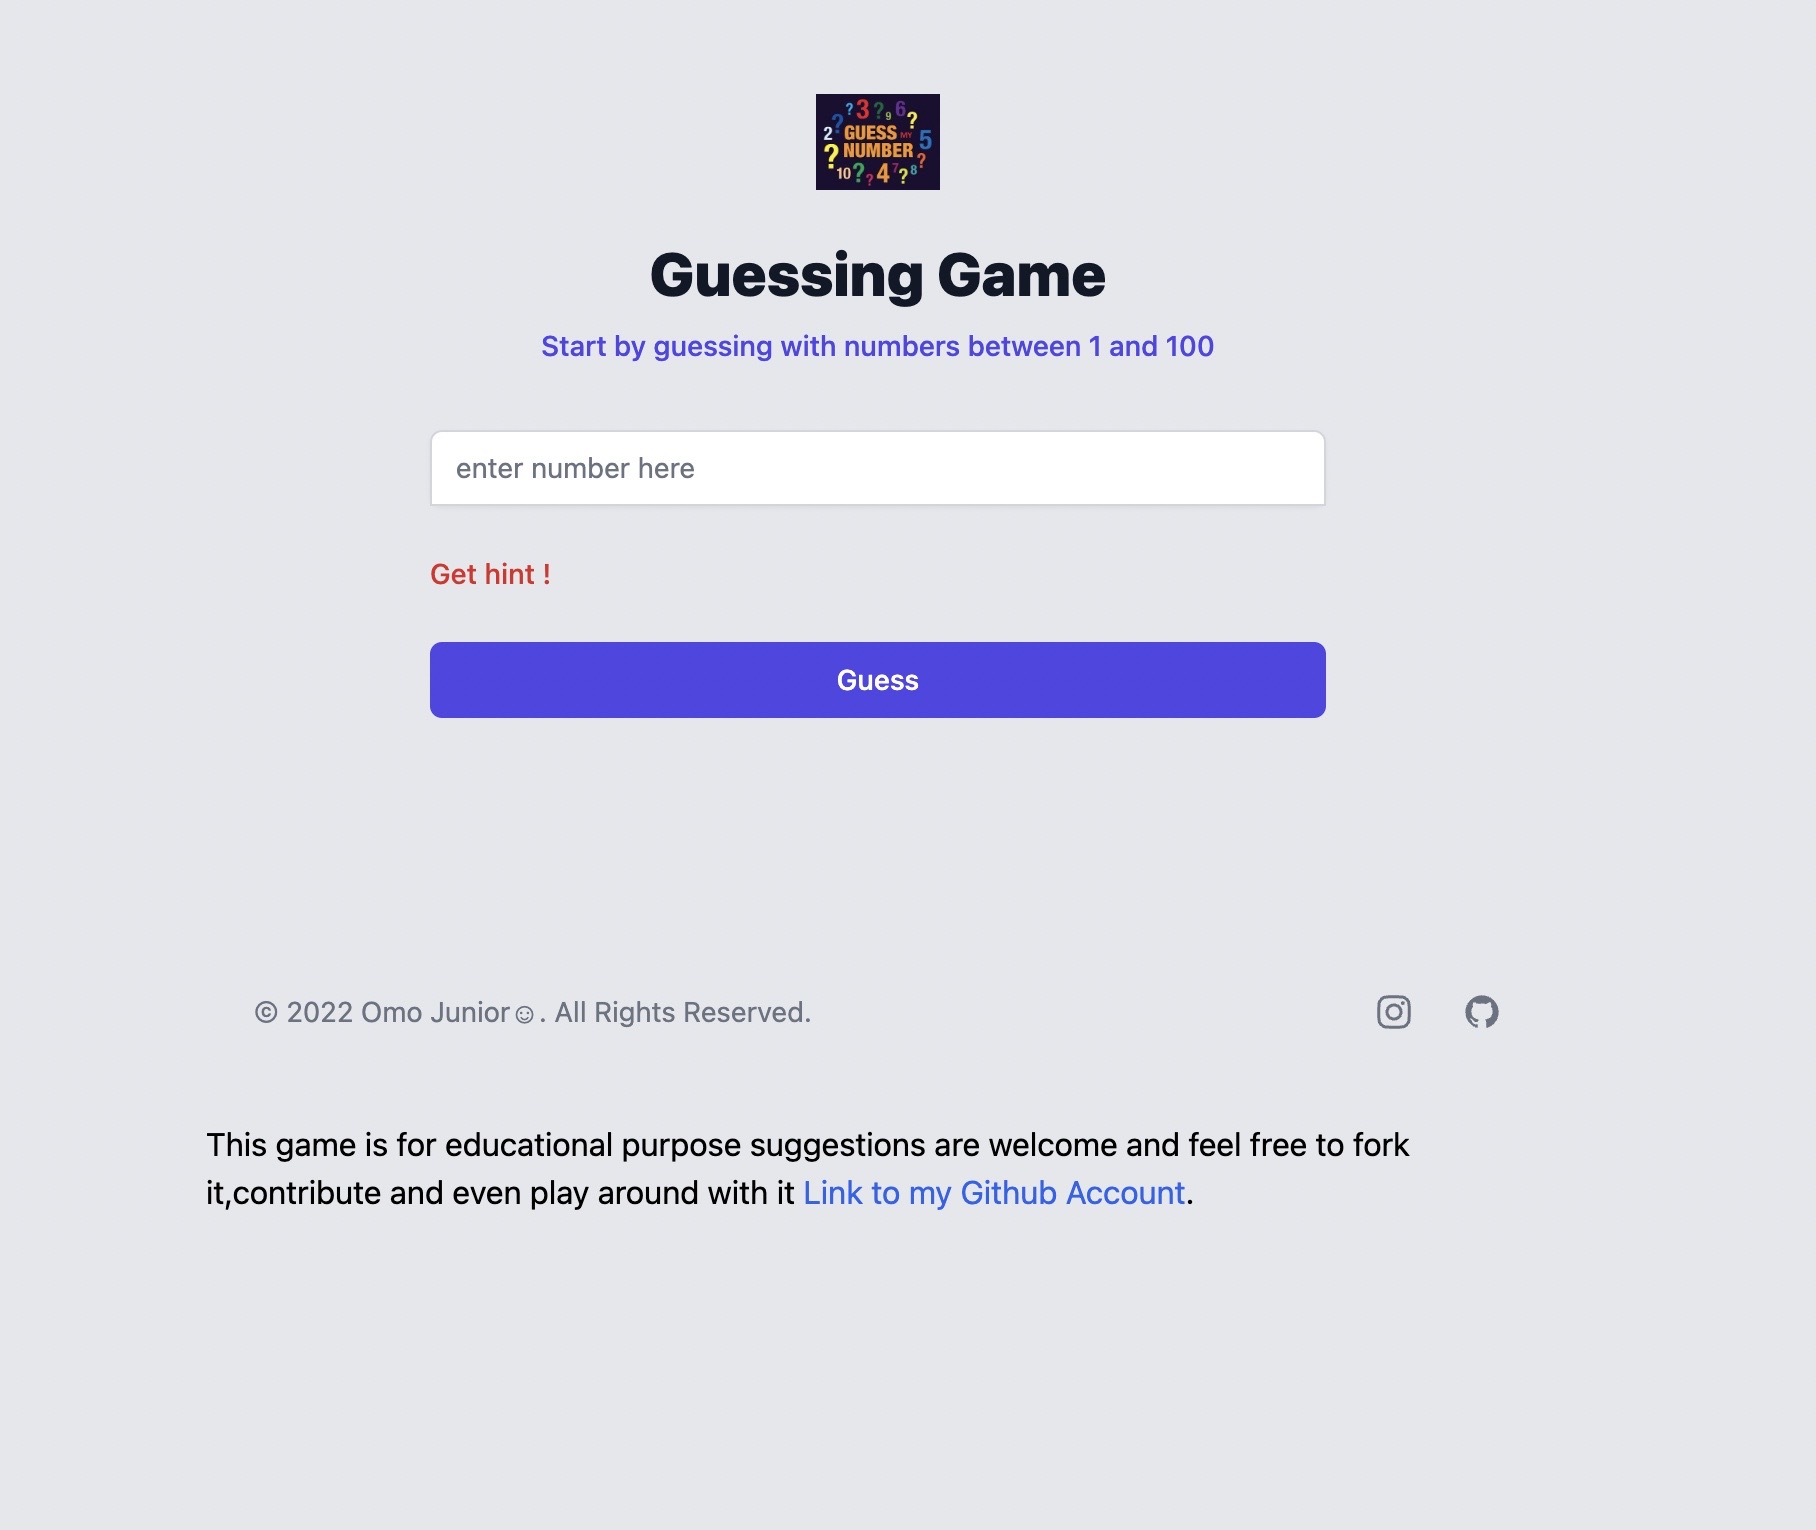 ? 3 ? 9 6 ?
2 ? GUESS MY 5
? NUMBER ?
10 ? ? 4 7 ? 8
Guessing Game
Start by guessing with numbers between 1 and 100
enter number here
Get hint !
Guess
© 2022 Omo Junior☺. All Rights Reserved.
This game is for educational purpose suggestions are welcome and feel free to fork
it,contribute and even play around with it Link to my Github Account.